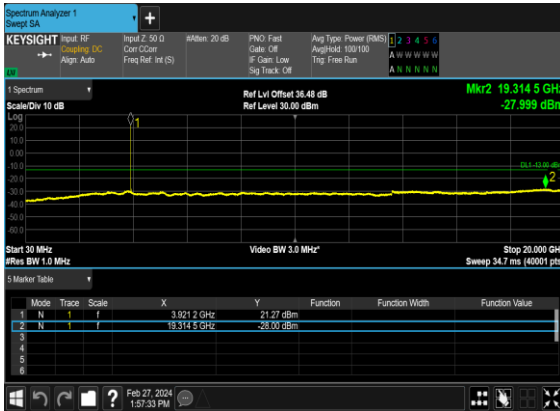 Spectrum Analyzer 1
Swept SA
KEYSIGHT Input: RF Input Z: 50 Ω #Atten: 20 dB PNO: Fast Avg Type: Power (RMS) 1 2 3 4 5 6
Coupling: DC Corr CCorr Gate: Off Avg|Hold: 100/100 A W W W W W
Align: Auto Freq Ref: Int (S) IF Gain: Low Trig: Free Run
Sig Track: Off A N N N N N
1 Spectrum
Scale/Div 10 dB
Ref Lvl Offset 36.48 dB
Ref Level 30.00 dBm
Mkr2 19.314 5 GHz
-27.999 dBm
Log
20.0
10.0
0.00
-10.0
-20.0
-30.0
-40.0
-50.0
-60.0
1
DL1 -13.00 dBm
2
Start 30 MHz Video BW 3.0 MHz* Stop 20.000 GH
#Res BW 1.0 MHz Sweep 34.7 ms (40001 pts
5 Marker Table
Mode Trace Scale X Y Function Function Width Function Value
1 N 1 f 3.921 2 GHz 21.27 dBm
2 N 1 f 19.314 5 GHz -28.00 dBm
3
4
5
6
Feb 27, 2024
1:57:33 PM